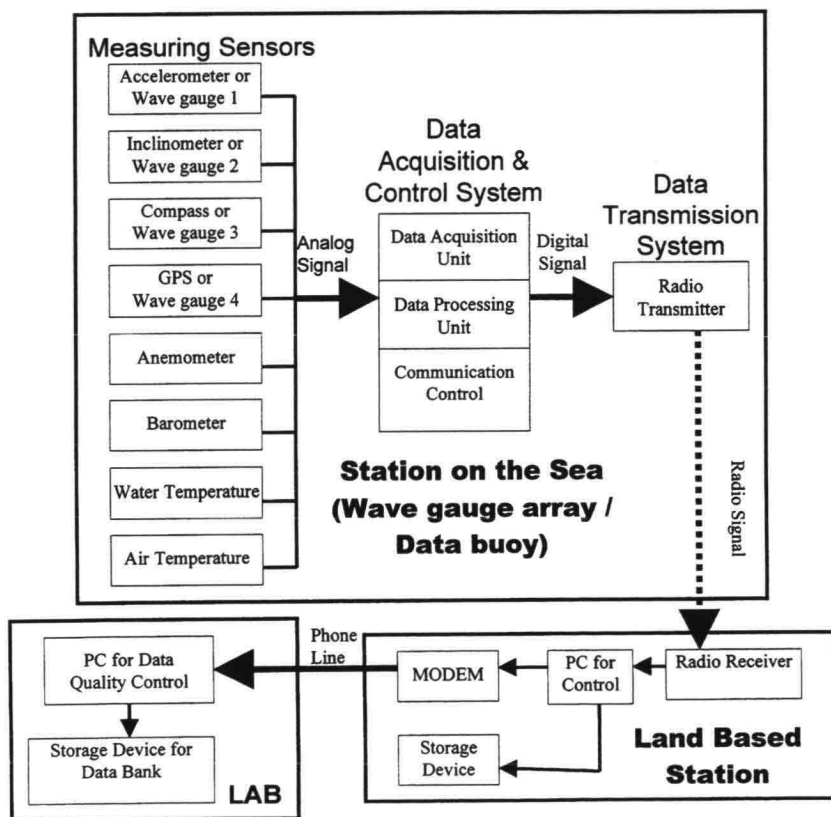 Measuring Sensors
Accelerometer or
Wave gauge 1
Inclinometer or
Wave gauge 2
Compass or
Wave gauge 3
GPS or
Wave gauge 4
Anemometer
Barometer
Water Temperature
Air Temperature
Analog
Signal
Data
Acquisition &
Control System
Data Acquisition
Unit
Data Processing
Unit
Communication
Control
Digital
Signal
Data
Transmission
System
Radio
Transmitter
Station on the Sea
(Wave gauge array /
Data buoy)
Radio Signal
Radio Receiver
PC for
Control
MODEM
Storage
Device
Land Based
Station
Phone
Line
PC for Data
Quality Control
Storage Device for
Data Bank
LAB